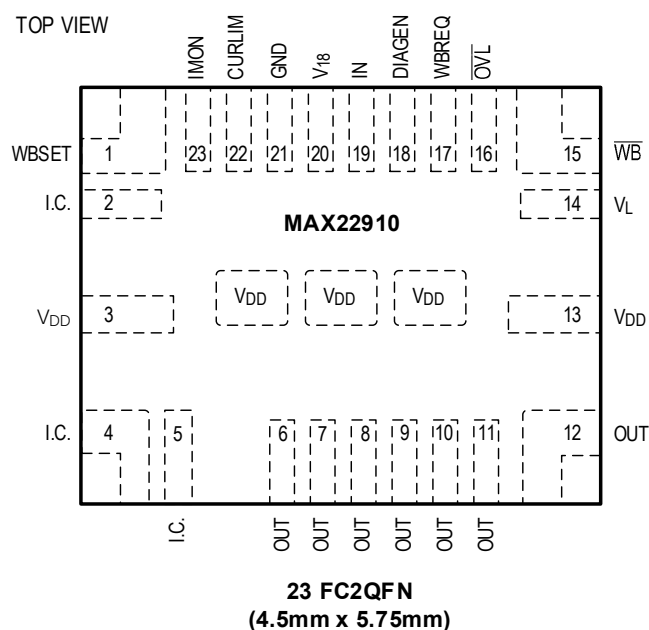 TOP VIEW
IMON CURLIM GND V18 IN DIAGEN WBREQ OVL
WBSET 1 23 22 21 20 19 18 17 16 15 WB
I.C. 2 14 VL
MAX22910
VDD VDD VDD
VDD 3 13 VDD
I.C. 4 5 6 7 8 9 10 11 12 OUT
I.C. OUT OUT OUT OUT OUT OUT
23 FC2QFN
(4.5mm x 5.75mm)